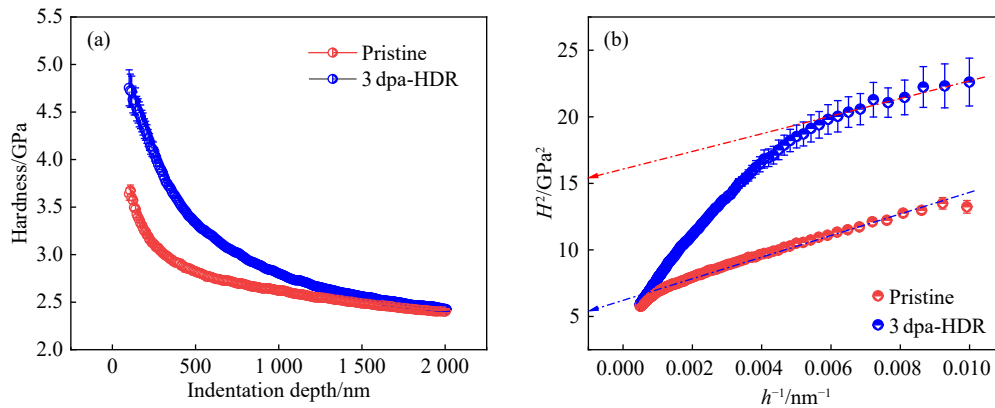 (a)
Pristine
3 dpa-HDR
5.5
5.0
4.5
4.0
3.5
3.0
2.5
2.0
Hardness/GPa
0
500
1 000
1 500
2 000
Indentation depth/nm
(b)
25
20
15
10
5
H²/GPa²
Pristine
3 dpa-HDR
0.000
0.002
0.004
0.006
0.008
0.010
h⁻¹/nm⁻¹